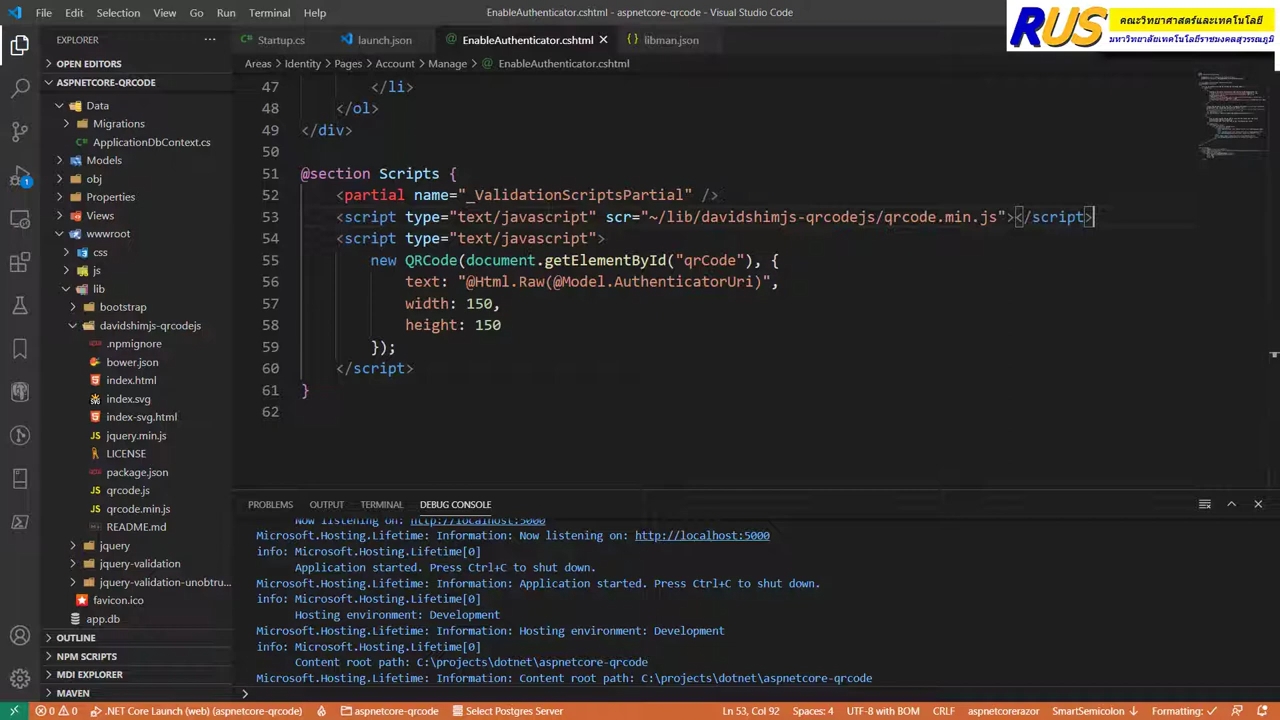 File Edit Selection View Go Run Terminal Help
EnableAuthenticator.cshtml - aspnetcore-qrcode - Visual Studio Code
RUS
คณะวิทยาศาสตร์และเทคโนโลยี
มหาวิทยาลัยเทคโนโลยีราชมงคลสุวรรณภูมิ
EXPLORER
Startup.cs
launch.json
EnableAuthenticator.cshtml
libman.json
OPEN EDITORS
Areas > Identity > Pages > Account > Manage > EnableAuthenticator.cshtml
ASPNETCORE-QRCODE
Data
Migrations
ApplicationDbContext.cs
Models
obj
Properties
Views
wwwroot
css
js
lib
bootstrap
davidshimjs-qrcodejs
.npmignore
bower.json
index.html
index.svg
index-svg.html
jquery.min.js
LICENSE
package.json
qrcode.js
qrcode.min.js
README.md
jquery
jquery-validation
jquery-validation-unobtru...
favicon.ico
app.db
OUTLINE
NPM SCRIPTS
MDI EXPLORER
MAVEN
1
47 </li>
48 </ol>
49 </div>
50
51 @section Scripts {
52 <partial name="_ValidationScriptsPartial" />
53 <script type="text/javascript" scr="~/lib/davidshimjs-qrcodejs/qrcode.min.js"></script>
54 <script type="text/javascript">
55 new QRCode(document.getElementById("qrCode"), {
56 text: "@Html.Raw(@Model.AuthenticatorUri)",
57 width: 150,
58 height: 150
59 });
60 </script>
61 }
62
PROBLEMS OUTPUT TERMINAL DEBUG CONSOLE
Now listening on: http://localhost:5000
Microsoft.Hosting.Lifetime: Information: Now listening on: http://localhost:5000
info: Microsoft.Hosting.Lifetime[0]
Application started. Press Ctrl+C to shut down.
Microsoft.Hosting.Lifetime: Information: Application started. Press Ctrl+C to shut down.
info: Microsoft.Hosting.Lifetime[0]
Hosting environment: Development
Microsoft.Hosting.Lifetime: Information: Hosting environment: Development
info: Microsoft.Hosting.Lifetime[0]
Content root path: C:\projects\dotnet\aspnetcore-qrcode
Microsoft.Hosting.Lifetime: Information: Content root path: C:\projects\dotnet\aspnetcore-qrcode
>
0 0 .NET Core Launch (web) (aspnetcore-qrcode) aspnetcore-qrcode Select Postgres Server Ln 53, Col 92 Spaces: 4 UTF-8 with BOM CRLF aspnetcorerazor SmartSemicolon ↓ Formatting: ✓